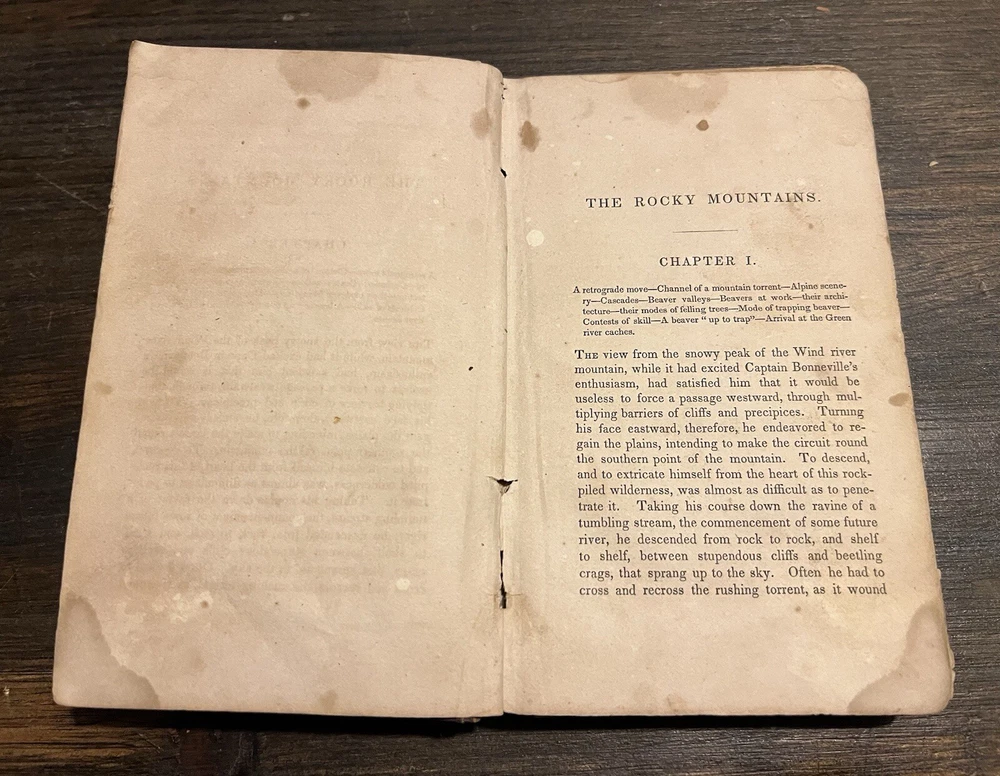 THE ROCKY MOUNTAINS.
CHAPTER I.
A retrograde move—Channel of a mountain torrent—Alpine scene-
ry—Cascades—Beaver valleys—Beavers at work—their archi-
tecture—their modes of felling trees—Mode of trapping beaver—
Contests of skill—A beaver “ up to trap”—Arrival at the Green
river caches.
THE view from the snowy peak of the Wind river
mountain, while it had excited Captain Bonneville's
enthusiasm, had satisfied him that it would be
useless to force a passage westward, through mul-
tiplying barriers of cliffs and precipices. Turning
his face eastward, therefore, he endeavored to re-
gain the plains, intending to make the circuit round
the southern point of the mountain. To descend,
and to extricate himself from the heart of this rock-
piled wilderness, was almost as difficult as to pene-
trate it. Taking his course down the ravine of a
tumbling stream, the commencement of some future
river, he descended from rock to rock, and shelf
to shelf, between stupendous cliffs and beetling
crags, that sprang up to the sky. Often he had to
cross and recross the rushing torrent, as it wound